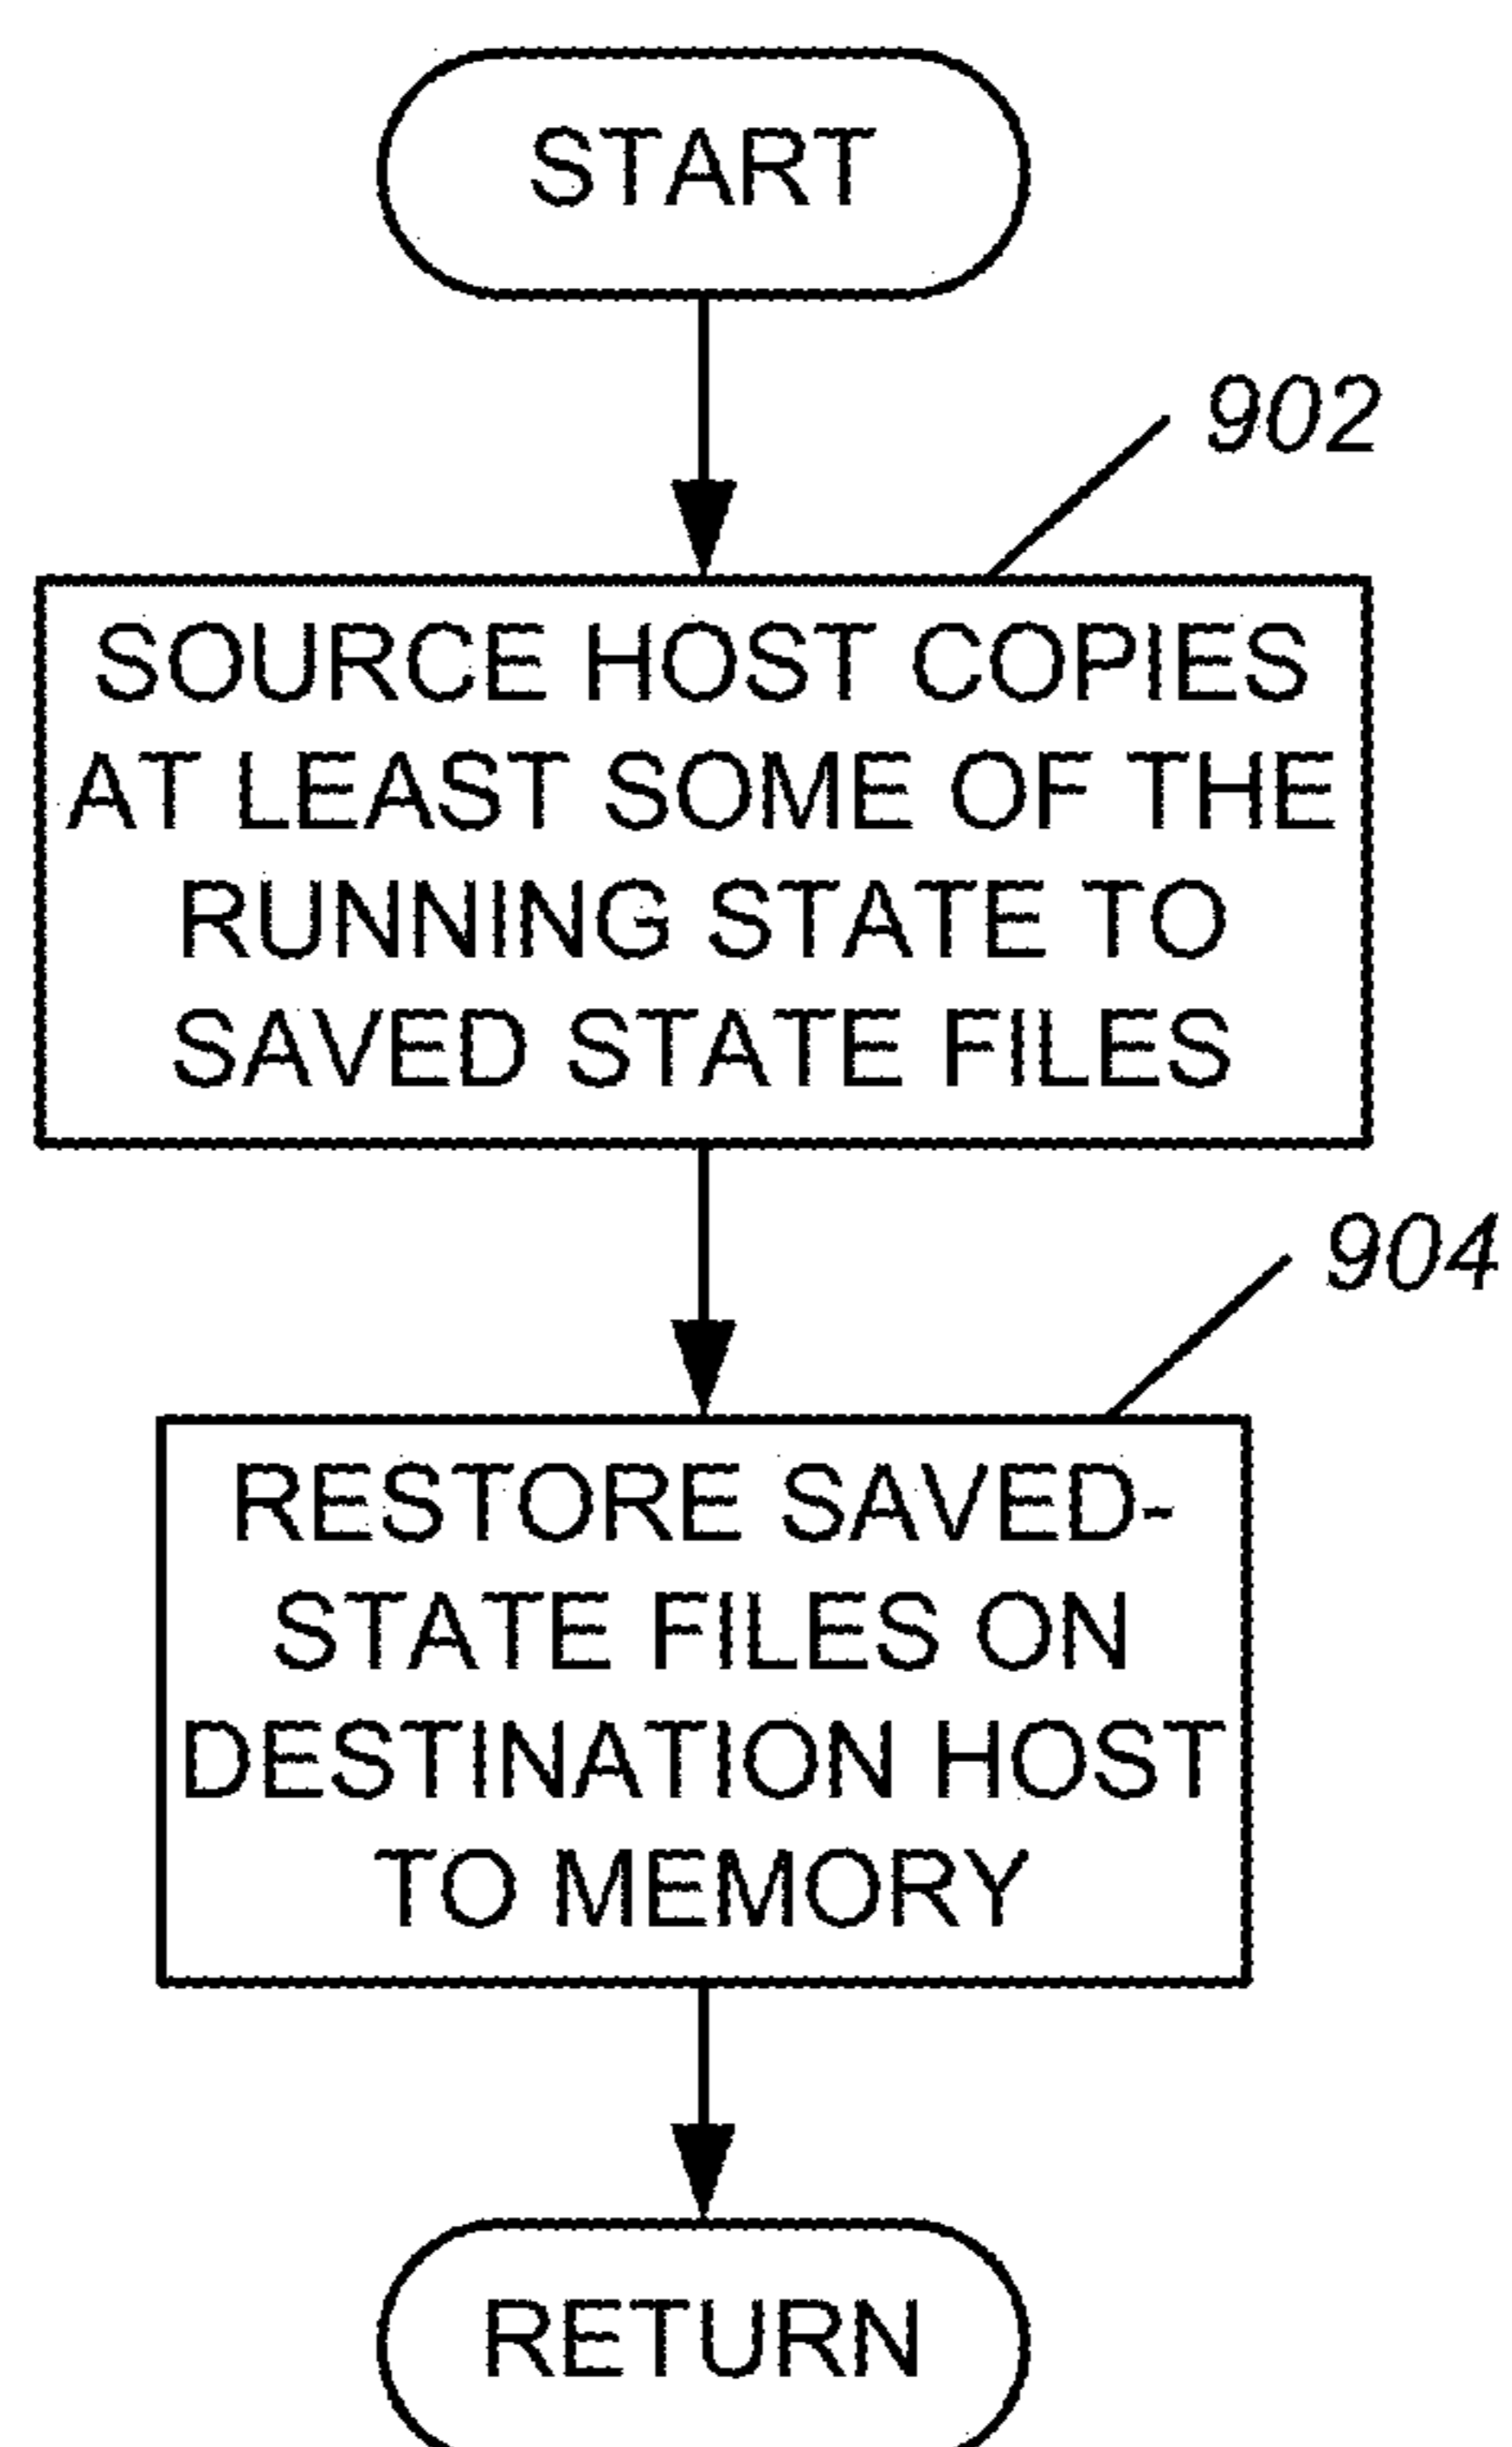 START
902
SOURCE HOST COPIES
AT LEAST SOME OF THE
RUNNING STATE TO
SAVED STATE FILES
904
RESTORE SAVED-
STATE FILES ON
DESTINATION HOST
TO MEMORY
RETURN